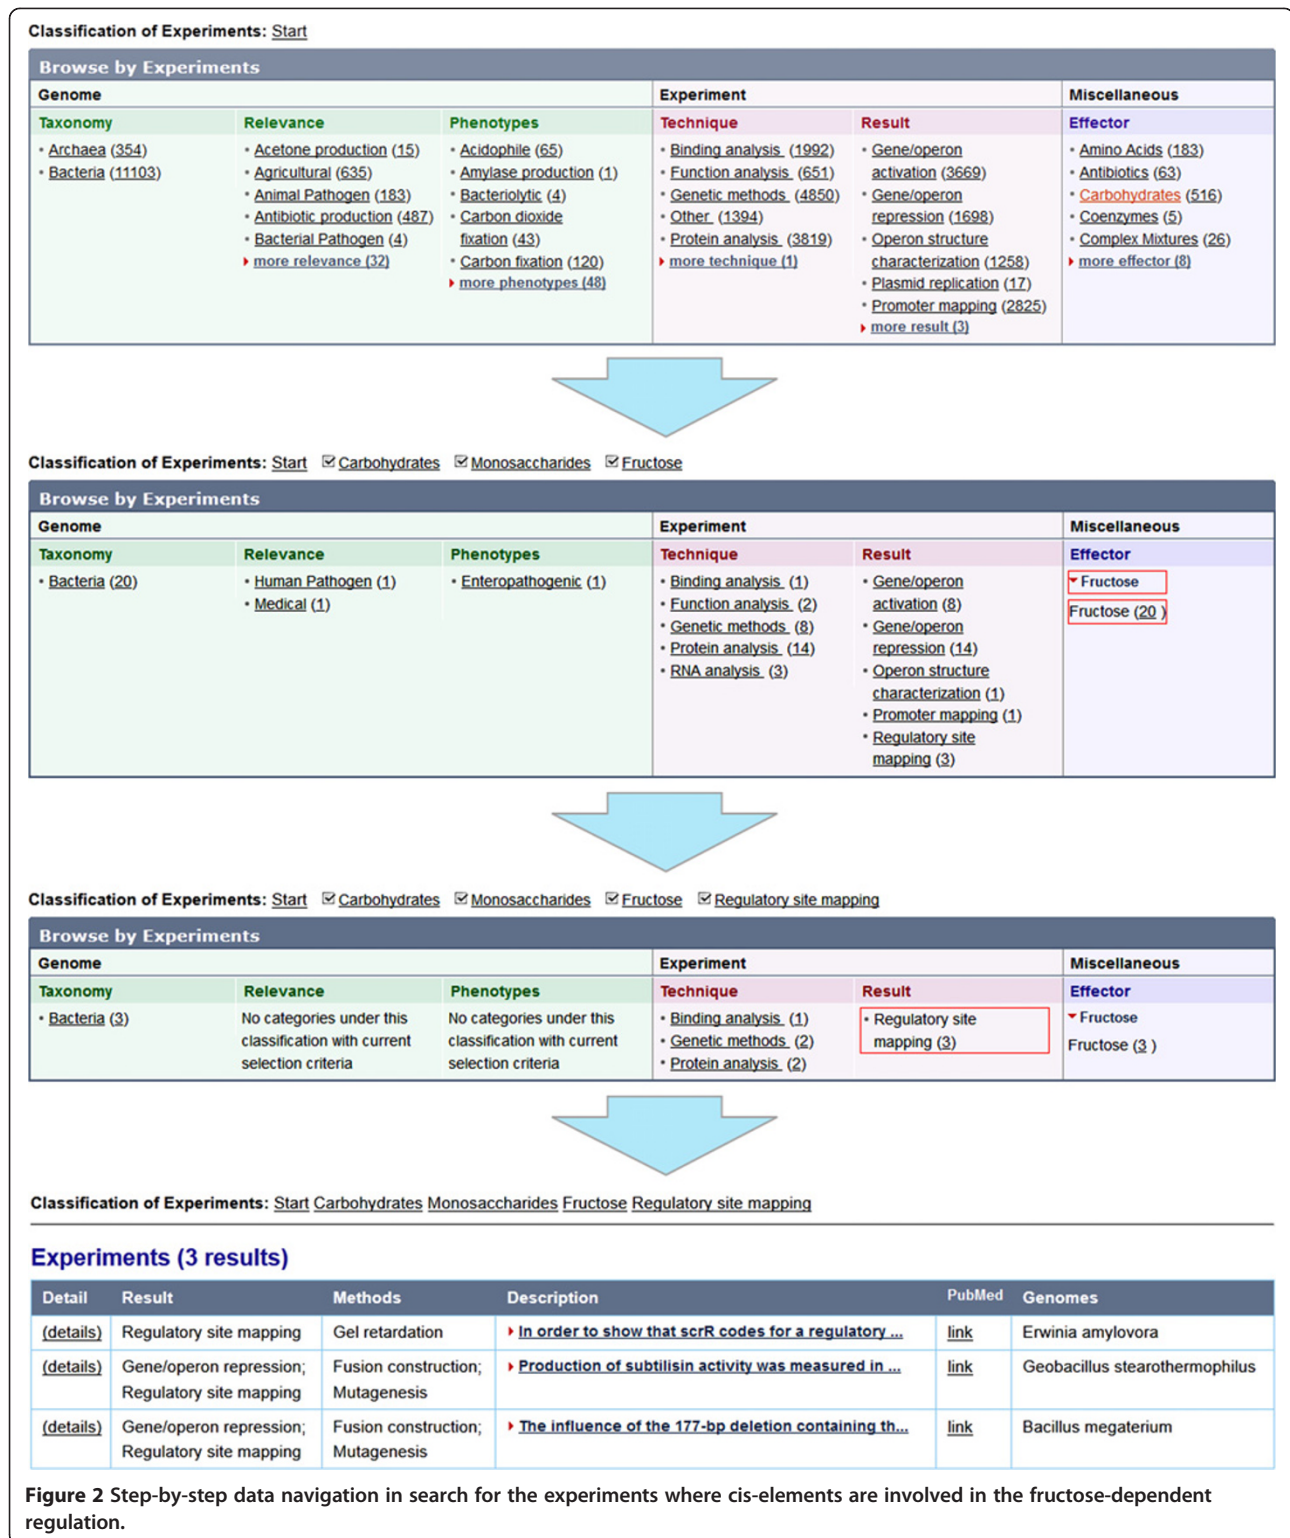 Classification of Experiments: Start
Browse by Experiments
Genome
Experiment
Miscellaneous
Taxonomy
Relevance
Phenotypes
Technique
Result
Effector
• Archaea (354)
• Bacteria (11103)
• Acetone production (15)
• Agricultural (635)
• Animal Pathogen (183)
• Antibiotic production (487)
• Bacterial Pathogen (4)
more relevance (32)
• Acidophile (65)
• Amylase production (1)
• Bacteriolytic (4)
• Carbon dioxide
fixation (43)
• Carbon fixation (120)
more phenotypes (48)
• Binding analysis (1992)
• Function analysis (651)
• Genetic methods (4850)
• Other (1394)
• Protein analysis (3819)
more technique (1)
• Gene/operon
activation (3669)
• Gene/operon
repression (1698)
• Operon structure
characterization (1258)
• Plasmid replication (17)
• Promoter mapping (2825)
more result (3)
• Amino Acids (183)
• Antibiotics (63)
• Carbohydrates (516)
• Coenzymes (5)
• Complex Mixtures (26)
more effector (8)
Classification of Experiments: Start Carbohydrates Monosaccharides Fructose
Browse by Experiments
Genome
Experiment
Miscellaneous
Taxonomy
Relevance
Phenotypes
Technique
Result
Effector
• Bacteria (20)
• Human Pathogen (1)
• Medical (1)
• Enteropathogenic (1)
• Binding analysis (1)
• Function analysis (2)
• Genetic methods (8)
• Protein analysis (14)
• RNA analysis (3)
• Gene/operon
activation (8)
• Gene/operon
repression (14)
• Operon structure
characterization (1)
• Promoter mapping (1)
• Regulatory site
mapping (3)
Fructose
Fructose (20 )
Classification of Experiments: Start Carbohydrates Monosaccharides Fructose Regulatory site mapping
Browse by Experiments
Genome
Experiment
Miscellaneous
Taxonomy
Relevance
Phenotypes
Technique
Result
Effector
• Bacteria (3)
No categories under this
classification with current
selection criteria
No categories under this
classification with current
selection criteria
• Binding analysis (1)
• Genetic methods (2)
• Protein analysis (2)
• Regulatory site
mapping (3)
Fructose
Fructose (3 )
Classification of Experiments: Start Carbohydrates Monosaccharides Fructose Regulatory site mapping
Experiments (3 results)
Detail Result Methods Description PubMed Genomes
(details) Regulatory site mapping Gel retardation In order to show that scrR codes for a regulatory ... link Erwinia amylovora
(details) Gene/operon repression; Fusion construction; Production of subtilisin activity was measured in ... link Geobacillus stearothermophilus
Regulatory site mapping Mutagenesis
(details) Gene/operon repression; Fusion construction; The influence of the 177-bp deletion containing th... link Bacillus megaterium
Regulatory site mapping Mutagenesis
Figure 2 Step-by-step data navigation in search for the experiments where cis-elements are involved in the fructose-dependent
regulation.